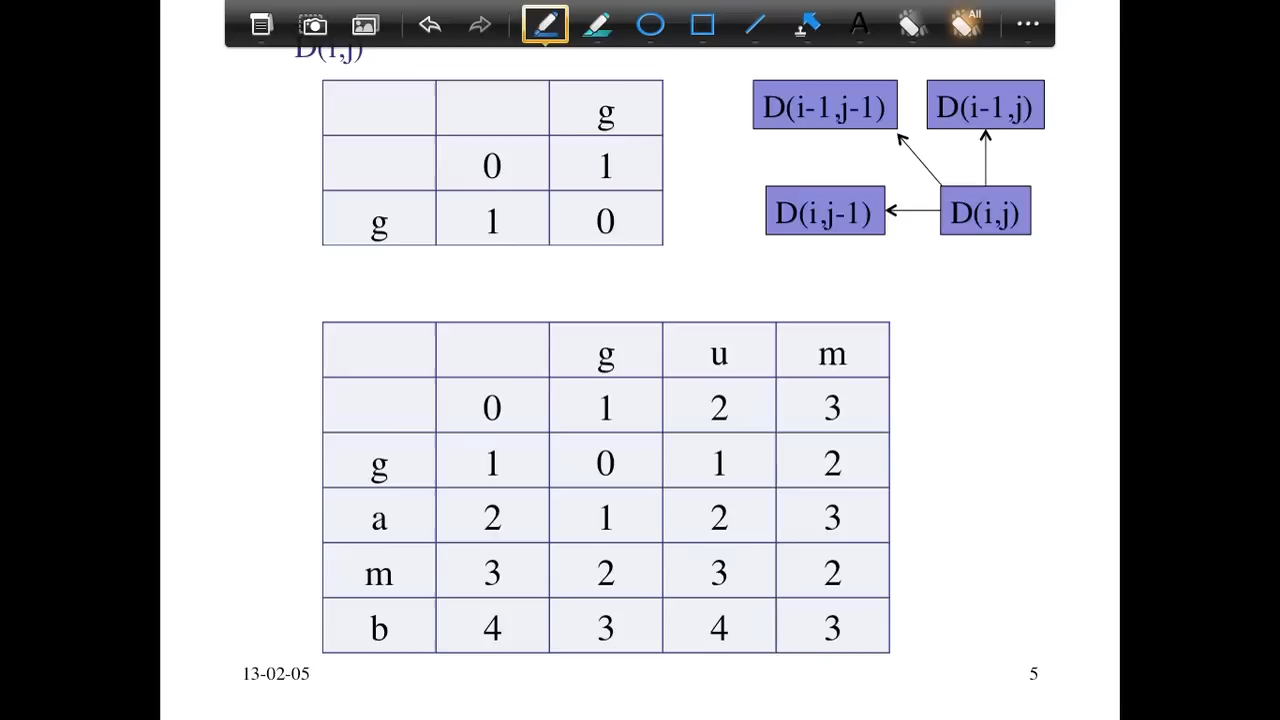 All
A
D(i,j)
g
0 1
g 1 0
D(i-1,j-1) D(i-1,j)
D(i,j-1) D(i,j)
g u m
0 1 2 3
g 1 0 1 2
a 2 1 2 3
m 3 2 3 2
b 4 3 4 3
13-02-05 5